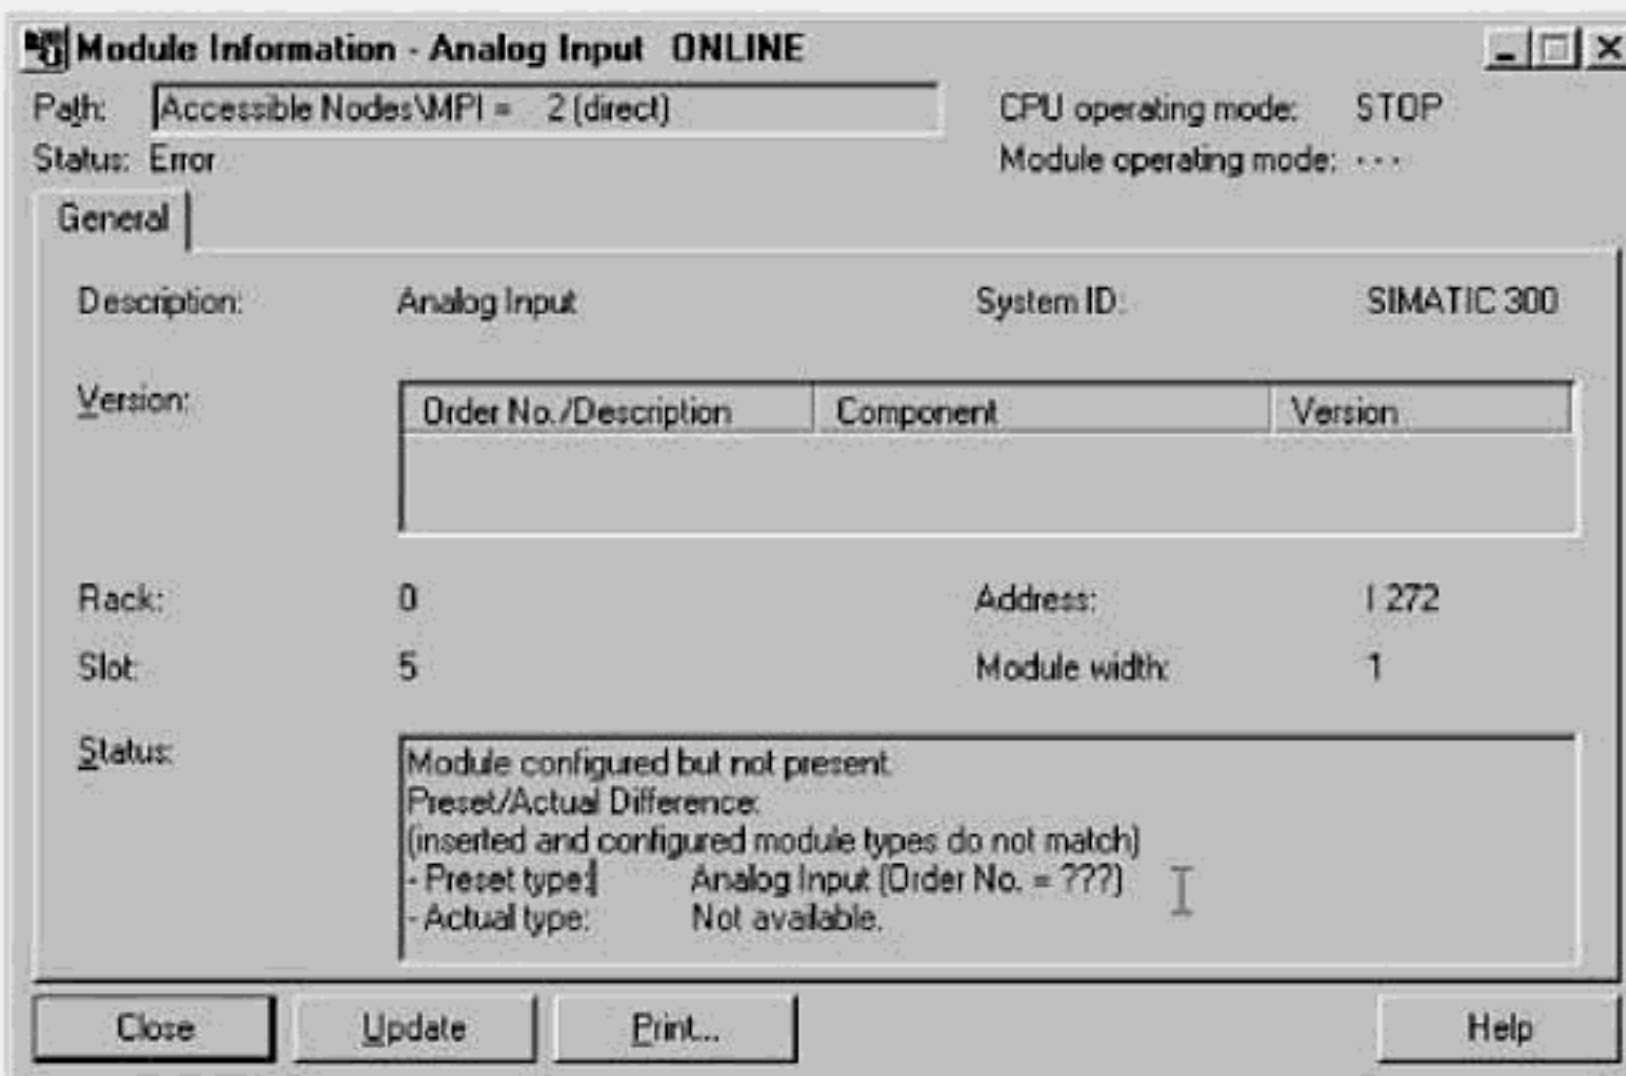 Module Information - Analog Input ONLINE
Path: Accessible Nodes\MPI = 2 (direct) CPU operating mode: STOP
Status: Error Module operating mode: - - -
General
Description: Analog Input System ID: SIMATIC 300
Version: Order No./Description Component Version
Rack: 0 Address: I 272
Slot: 5 Module width: 1
Status: Module configured but not present.
Preset/Actual Difference:
(inserted and configured module types do not match)
- Preset type: Analog Input (Order No. = ???)
- Actual type: Not available.
Close Update Print... Help